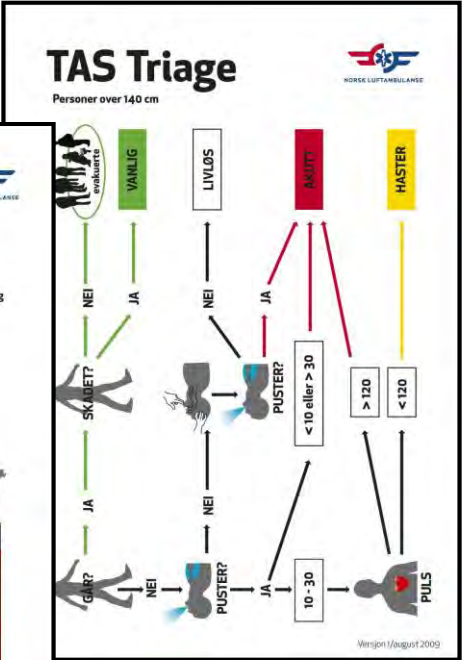 TAS Triage
Personer over 140 cm
NORSK LUFTAMBULANSE
GÅR?
JA
SKADET?
NEI
evakuerte
JA
VANLIG
NEI
PUSTER?
NEI
NEI
LIVLØS
PUSTER?
JA
AKUTT
JA
< 10 eller > 30
10 - 30
PULS
> 120
< 120
HASTER
Versjon 1/august 2009